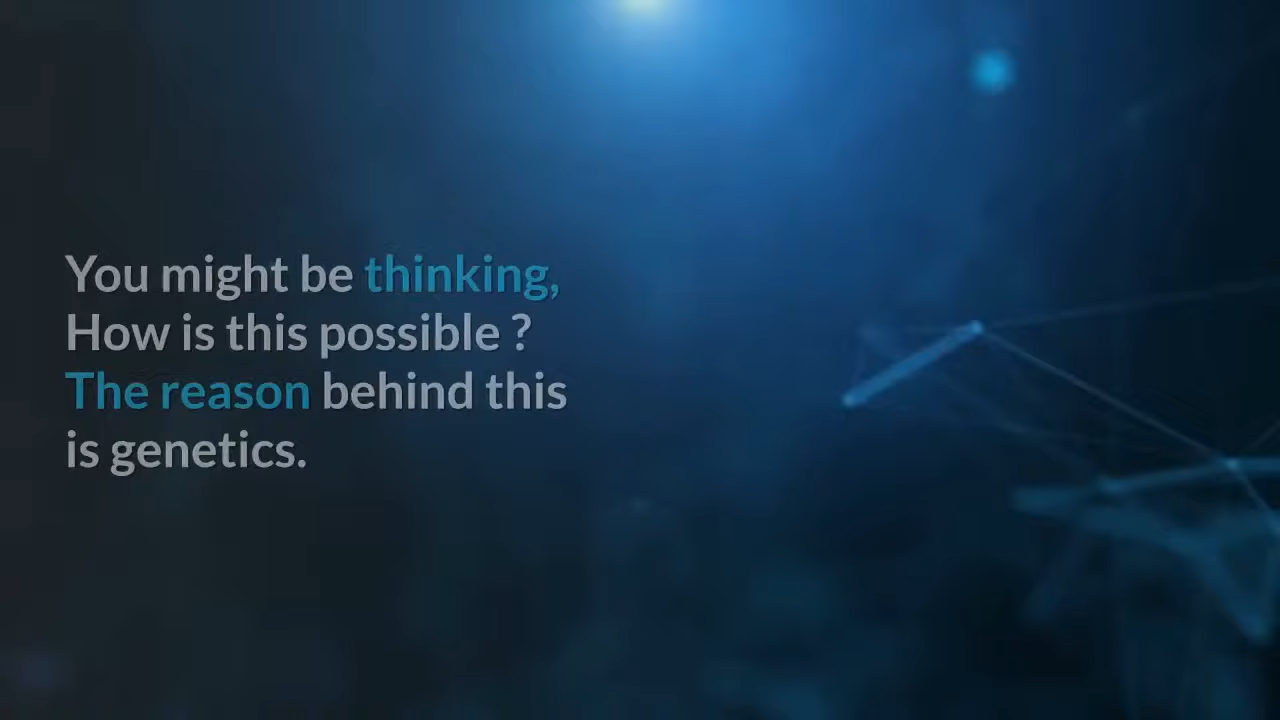 You might be thinking,
How is this possible ?
The reason behind this
is genetics.